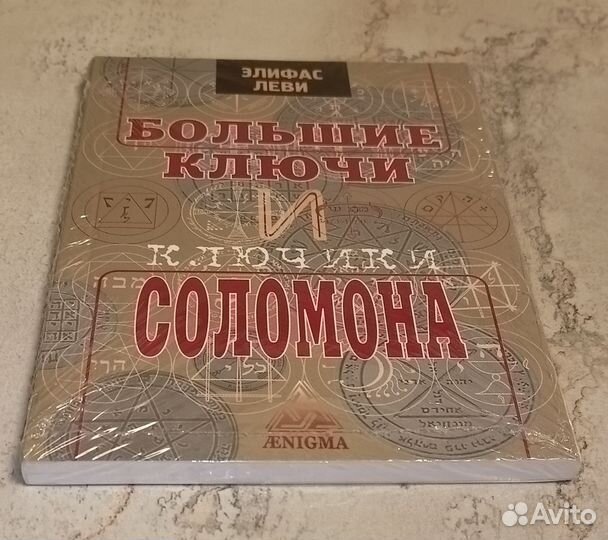 ЭЛИФАС
ЛЕВИ
БОЛЬШИЕ
КЛЮЧИ
И
КЛЮЧИКИ
СОЛОМОНА
ÆNIGMA
Avito